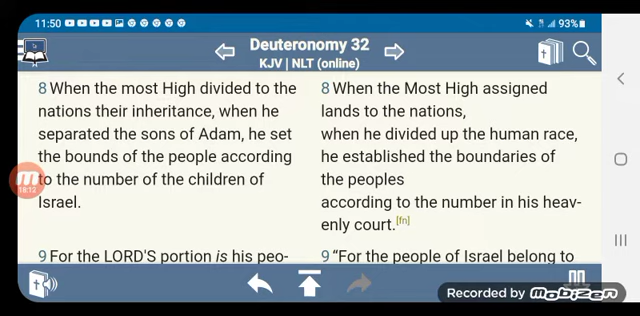 11:50
93%
Deuteronomy 32
KJV | NLT (online)
8 When the most High divided to the
nations their inheritance, when he
separated the sons of Adam, he set
the bounds of the people according
to the number of the children of
Israel.
9 For the LORD'S portion is his peo-
8 When the Most High assigned
lands to the nations,
when he divided up the human race,
he established the boundaries of
the peoples
according to the number in his heav-
enly court.[fn]
9 “For the people of Israel belong to
18:12
Recorded by Mobizen